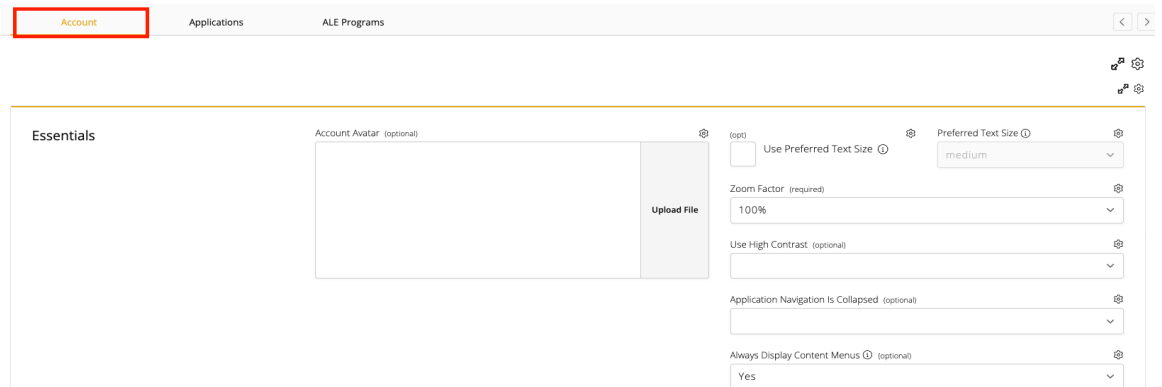 Account Applications ALE Programs
Essentials
Account Avatar (optional)
Upload File
(opt)
Use Preferred Text Size
Preferred Text Size
medium
Zoom Factor (required)
100%
Use High Contrast (optional)
Application Navigation Is Collapsed (optional)
Always Display Content Menus (optional)
Yes